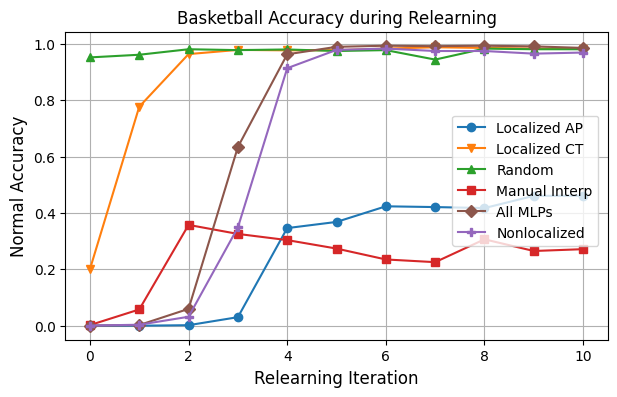 Basketball Accuracy during Relearning
Normal Accuracy
1.0
0.8
0.6
0.4
0.2
0.0
Localized AP
Localized CT
Random
Manual Interp
All MLPs
Nonlocalized
0 2 4 6 8 10
Relearning Iteration